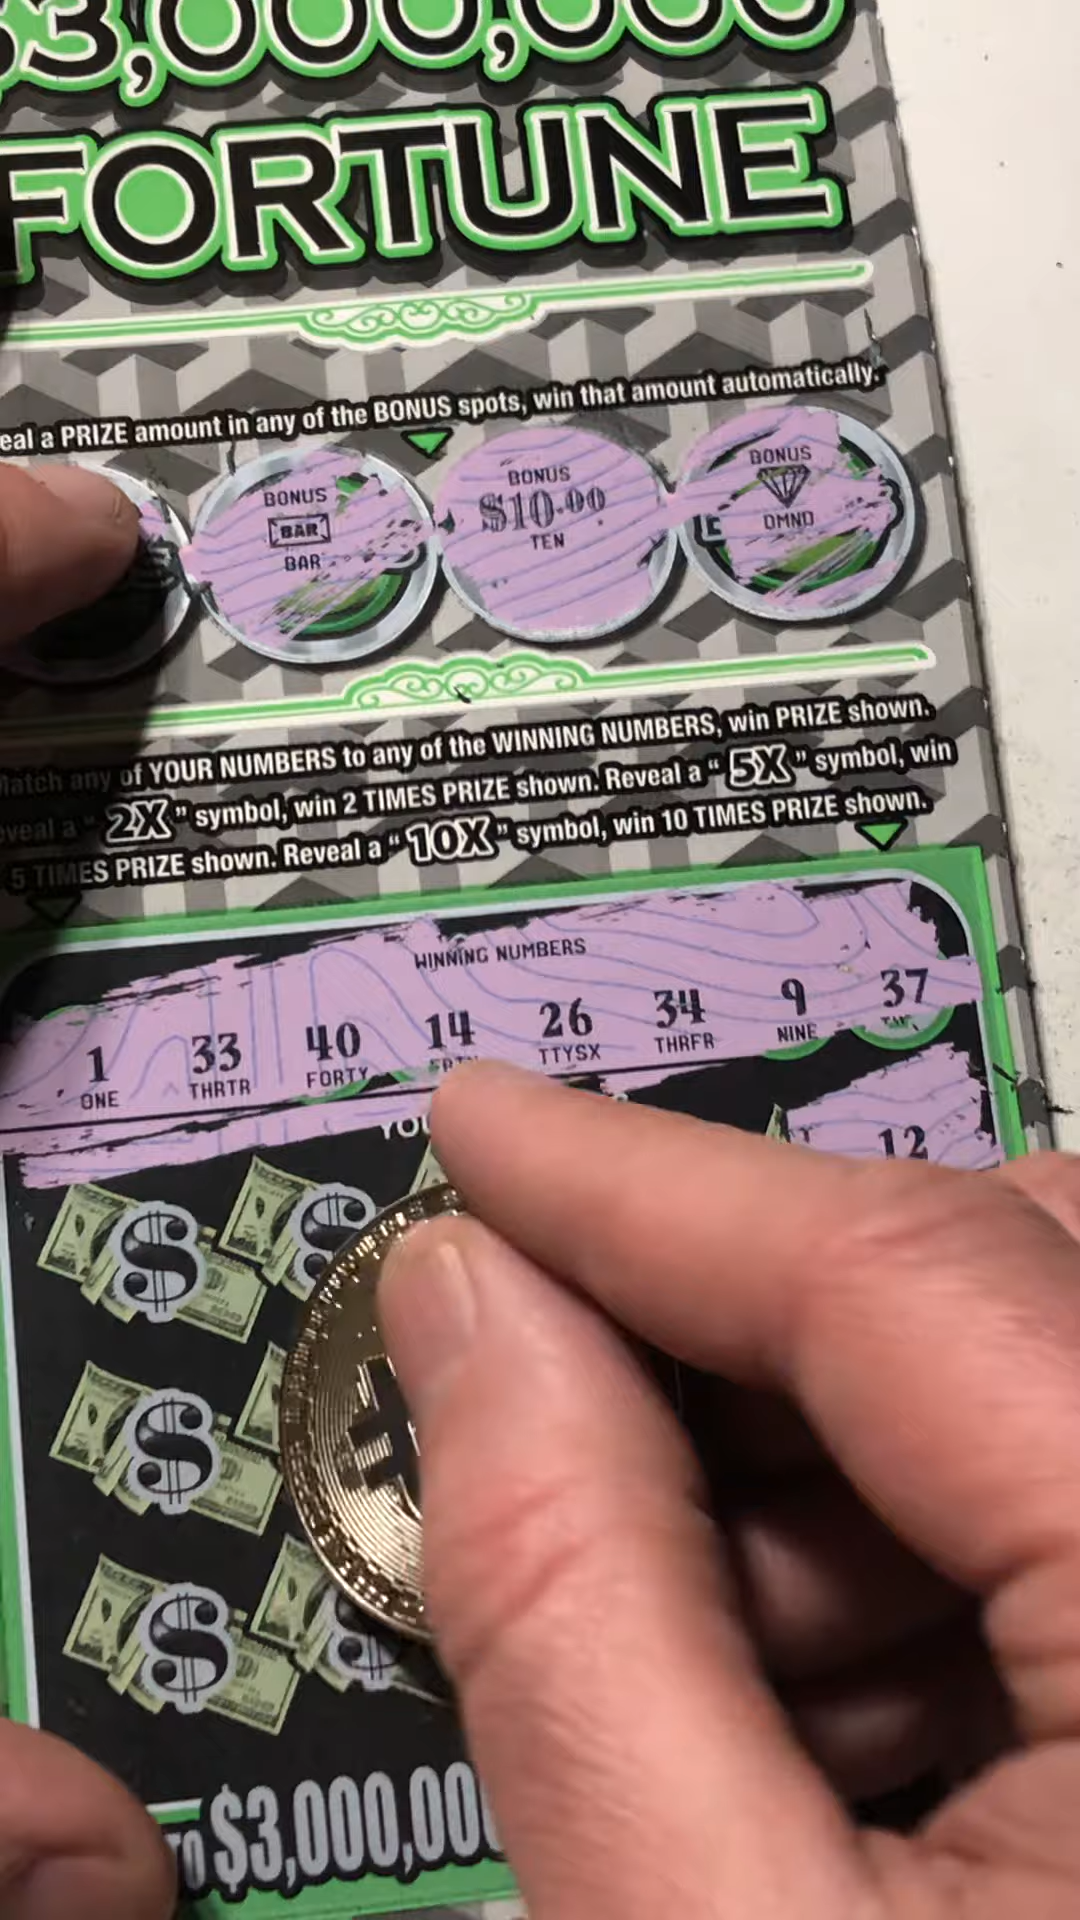 $3,000,000
FORTUNE
eal a PRIZE amount in any of the BONUS spots, win that amount automatically.
BONUS
BAR
BAR
BONUS
$10.00
TEN
BONUS
DMND
Match any of YOUR NUMBERS to any of the WINNING NUMBERS, win PRIZE shown.
eveal a "2X" symbol, win 2 TIMES PRIZE shown. Reveal a "5X" symbol, win
5 TIMES PRIZE shown. Reveal a "10X" symbol, win 10 TIMES PRIZE shown.
WINNING NUMBERS
1 33 40 14 26 34 9 37
ONE THRTR FORTY TTYSX THRFR NINE
YOU
12
$3,000,00